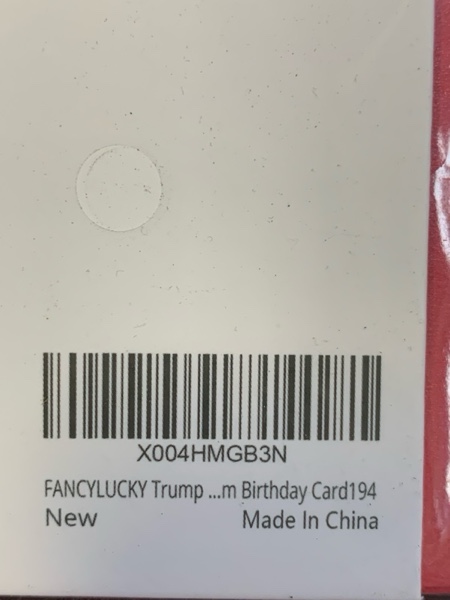 X004HMGB3N
FANCYLUCKY Trump ...m Birthday Card194
New
Made In China